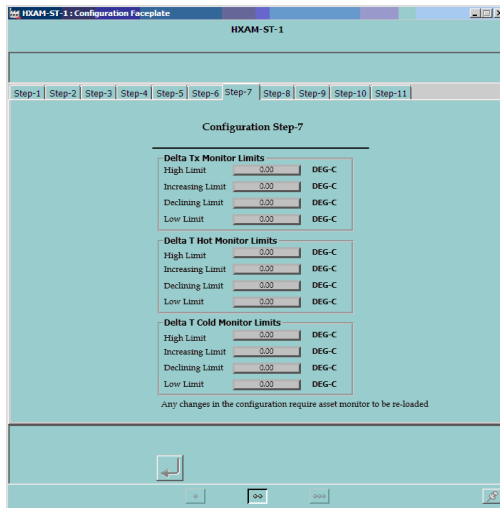 HXAM-ST-1 : Configuration Faceplate
HXAM-ST-1
Step-1 Step-2 Step-3 Step-4 Step-5 Step-6 Step-7 Step-8 Step-9 Step-10 Step-11
Configuration Step-7
Delta Tx Monitor Limits
High Limit 0.00 DEG-C
Increasing Limit 0.00 DEG-C
Declining Limit 0.00 DEG-C
Low Limit 0.00 DEG-C
Delta T Hot Monitor Limits
High Limit 0.00 DEG-C
Increasing Limit 0.00 DEG-C
Declining Limit 0.00 DEG-C
Low Limit 0.00 DEG-C
Delta T Cold Monitor Limits
High Limit 0.00 DEG-C
Increasing Limit 0.00 DEG-C
Declining Limit 0.00 DEG-C
Low Limit 0.00 DEG-C
Any changes in the configuration require asset monitor to be re-loaded